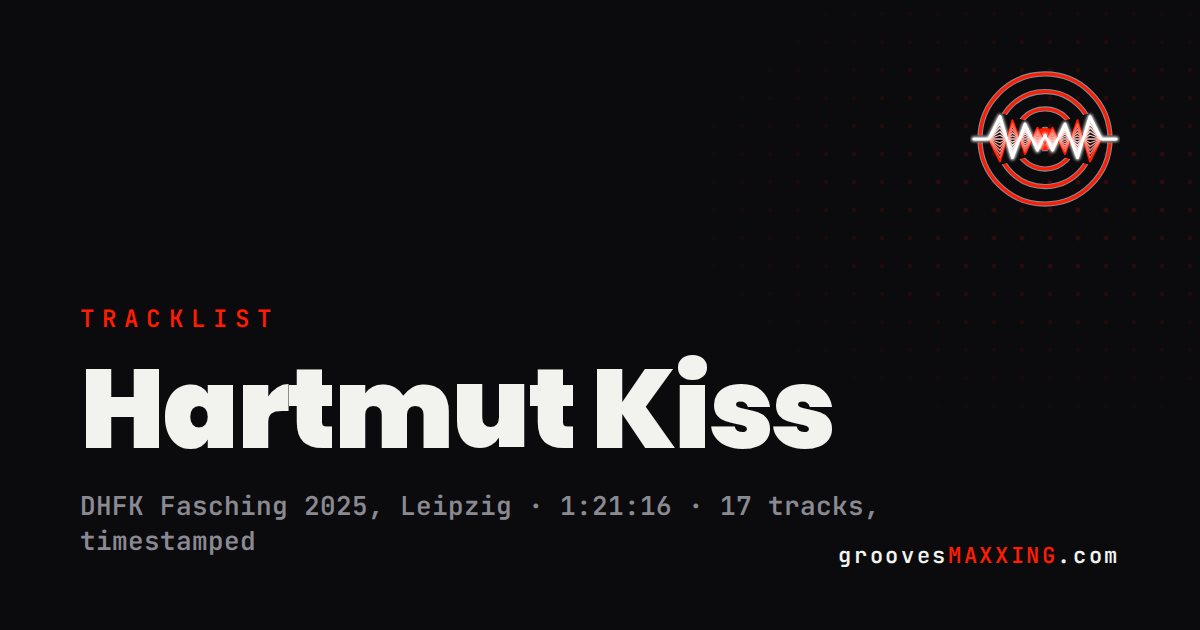 TRACKLIST
Hartmut Kiss
DHFK Fasching 2025, Leipzig · 1:21:16 · 17 tracks,
timestamped
groovesMAXXING.com